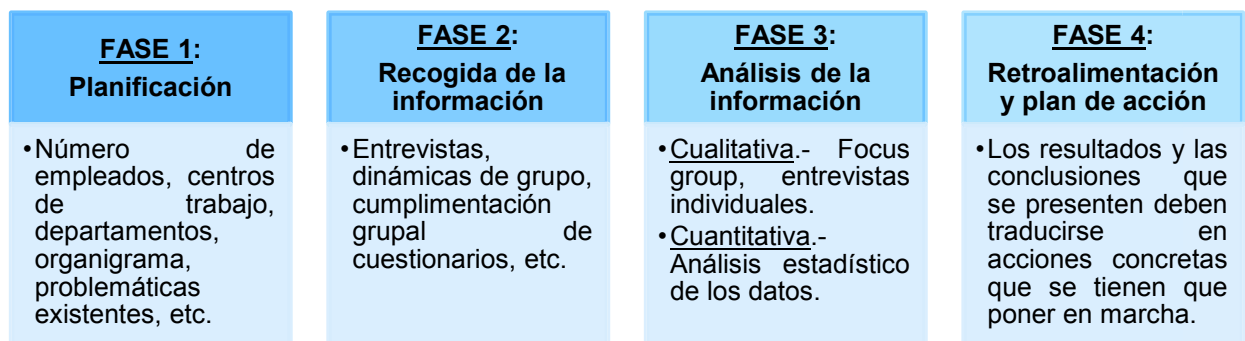 FASE 1:
Planificación
•Número de
empleados, centros
de trabajo,
departamentos,
organigrama,
problemáticas
existentes, etc.
FASE 2:
Recogida de la
información
•Entrevistas,
dinámicas de grupo,
cumplimentación
grupal de
cuestionarios, etc.
FASE 3:
Análisis de la
información
•Cualitativa.- Focus
group, entrevistas
individuales.
•Cuantitativa.-
Análisis estadístico
de los datos.
FASE 4:
Retroalimentación
y plan de acción
•Los resultados y las
conclusiones que
se presenten deben
traducirse en
acciones concretas
que se tienen que
poner en marcha.